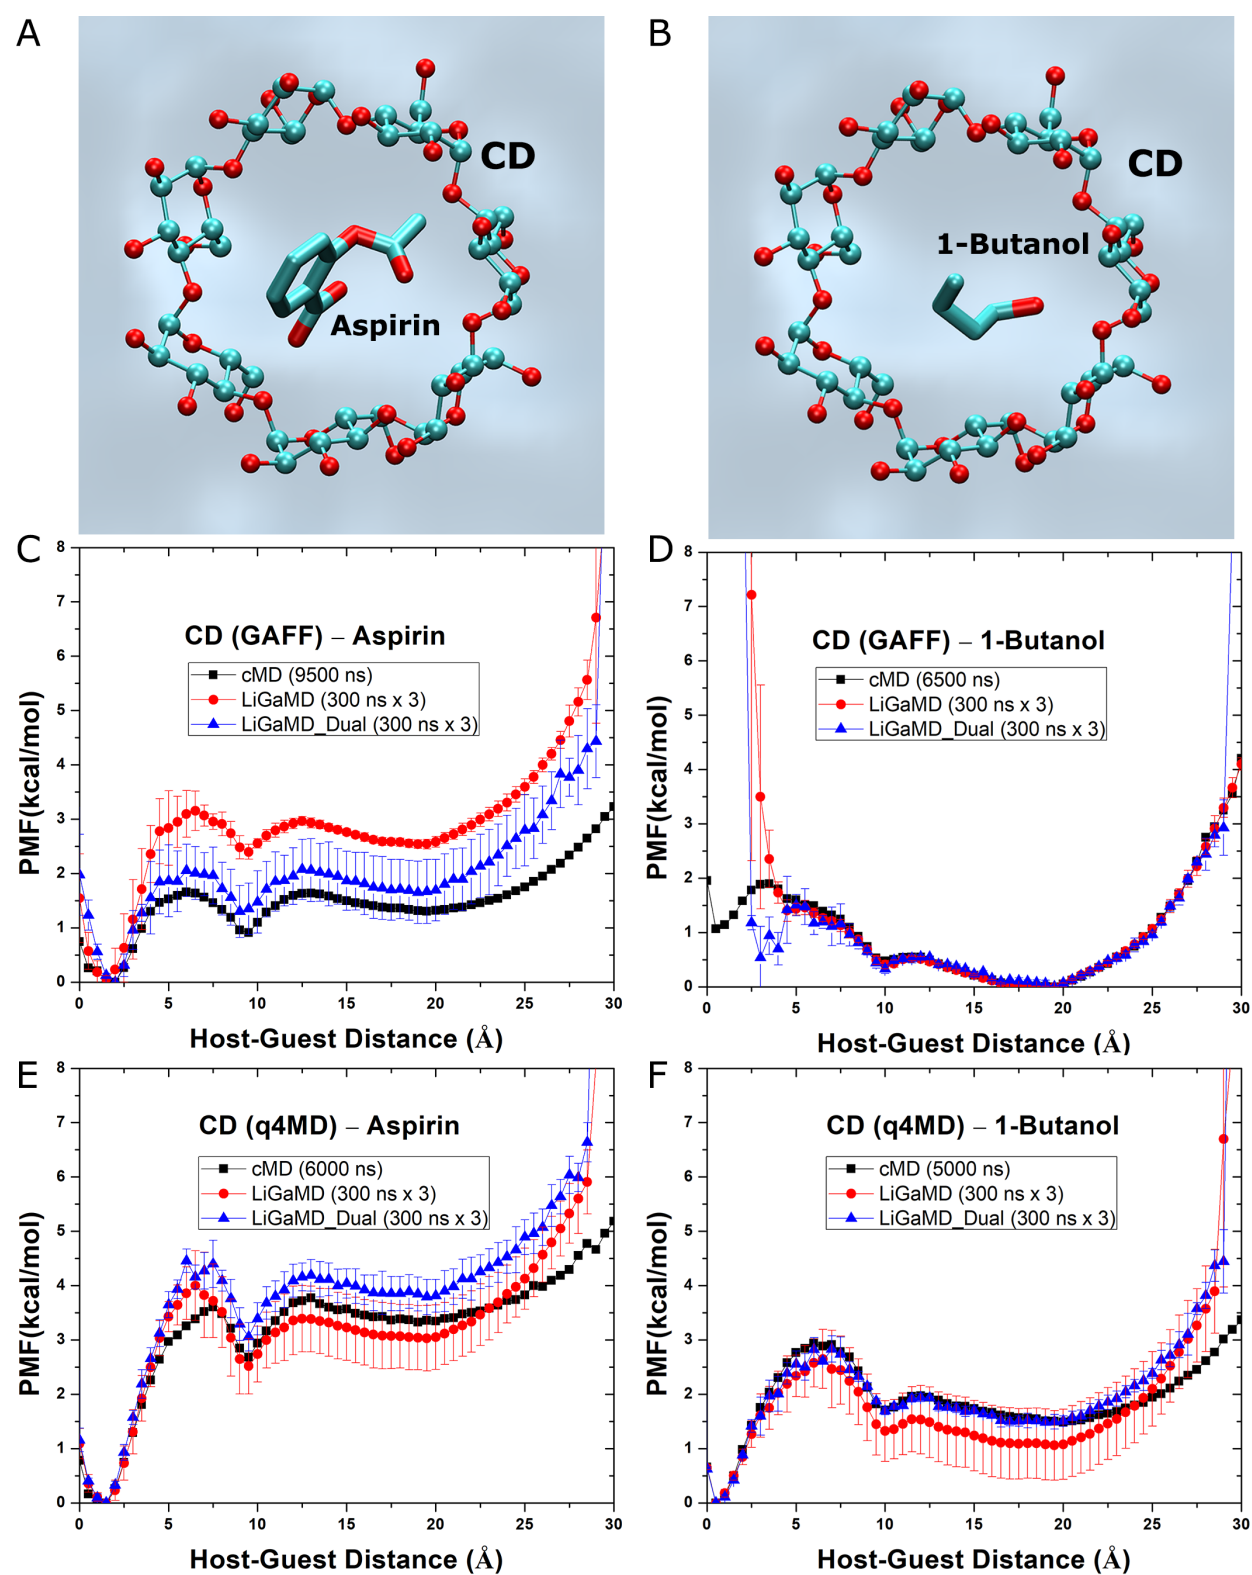 A
B
CD
CD
1-Butanol
Aspirin
C
D
8
7
6
5
4
3
2
1
0
PMF(kcal/mol)
CD (GAFF) – Aspirin
cMD (9500 ns)
LiGaMD (300 ns x 3)
LiGaMD_Dual (300 ns x 3)
0 5 10 15 20 25 30
Host-Guest Distance (Å)
8
7
6
5
4
3
2
1
0
PMF(kcal/mol)
CD (GAFF) – 1-Butanol
cMD (6500 ns)
LiGaMD (300 ns x 3)
LiGaMD_Dual (300 ns x 3)
0 5 10 15 20 25 30
Host-Guest Distance (Å)
E
F
8
7
6
5
4
3
2
1
0
PMF(kcal/mol)
CD (q4MD) – Aspirin
cMD (6000 ns)
LiGaMD (300 ns x 3)
LiGaMD_Dual (300 ns x 3)
0 5 10 15 20 25 30
Host-Guest Distance (Å)
8
7
6
5
4
3
2
1
0
PMF(kcal/mol)
CD (q4MD) – 1-Butanol
cMD (5000 ns)
LiGaMD (300 ns x 3)
LiGaMD_Dual (300 ns x 3)
0 5 10 15 20 25 30
Host-Guest Distance (Å)